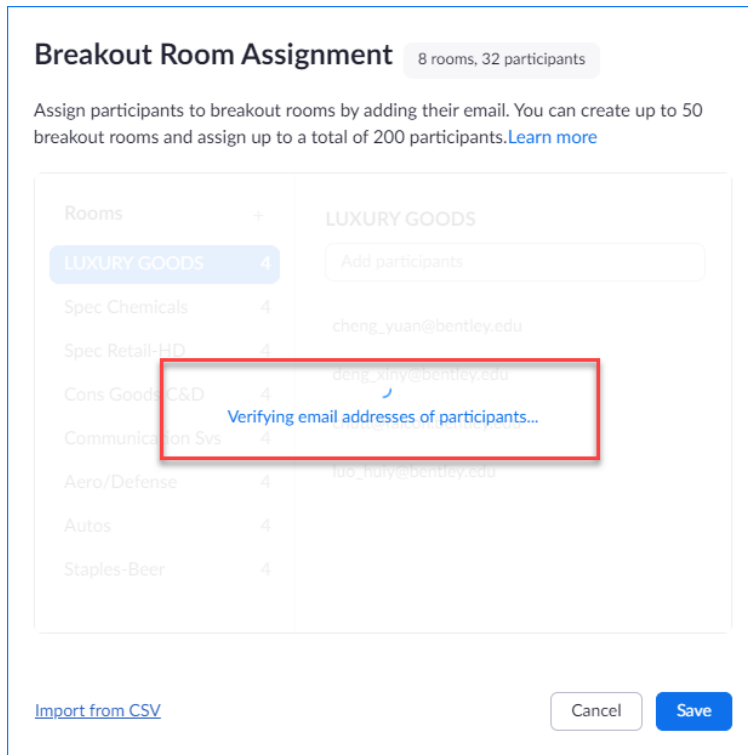 Breakout Room Assignment 8 rooms, 32 participants
Assign participants to breakout rooms by adding their email. You can create up to 50
breakout rooms and assign up to a total of 200 participants.Learn more
Rooms +
LUXURY GOODS 4
Spec Chemicals 4
Spec Retail-HD 4
Cons Goods C&D 4
Communication Svs 4
Aero/Defense 4
Autos 4
Staples-Beer 4
LUXURY GOODS
Add participants
cheng_yuan@bentley.edu
deng_xiny@bentley.edu
Verifying email addresses of participants...
luo_huiy@bentley.edu
Import from CSV
Cancel
Save